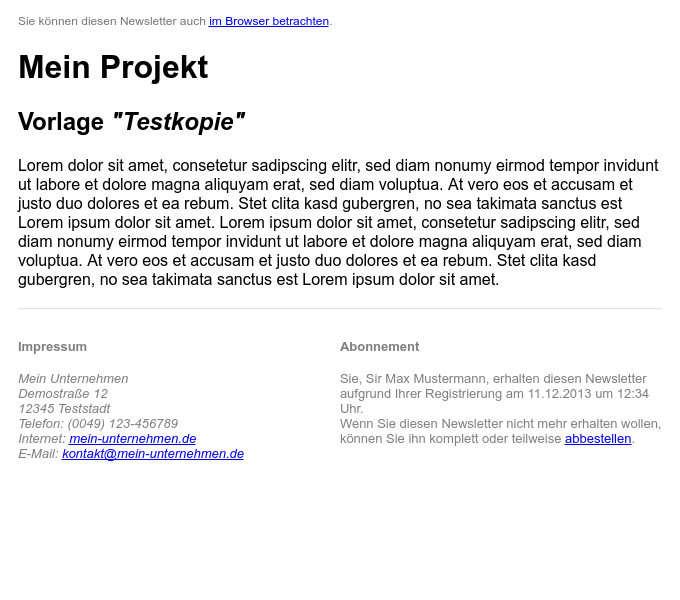 Sie können diesen Newsletter auch im Browser betrachten.
Mein Projekt
Vorlage "Testkopie"
Lorem dolor sit amet, consetetur sadipscing elitr, sed diam nonumy eirmod tempor invidunt
ut labore et dolore magna aliquyam erat, sed diam voluptua. At vero eos et accusam et
justo duo dolores et ea rebum. Stet clita kasd gubergren, no sea takimata sanctus est
Lorem ipsum dolor sit amet. Lorem ipsum dolor sit amet, consetetur sadipscing elitr, sed
diam nonumy eirmod tempor invidunt ut labore et dolore magna aliquyam erat, sed diam
voluptua. At vero eos et accusam et justo duo dolores et ea rebum. Stet clita kasd
gubergren, no sea takimata sanctus est Lorem ipsum dolor sit amet.
Impressum
Mein Unternehmen
Demostraße 12
12345 Teststadt
Telefon: (0049) 123-456789
Internet: mein-unternehmen.de
E-Mail: kontakt@mein-unternehmen.de
Abonnement
Sie, Sir Max Mustermann, erhalten diesen Newsletter
aufgrund Ihrer Registrierung am 11.12.2013 um 12:34
Uhr.
Wenn Sie diesen Newsletter nicht mehr erhalten wollen,
können Sie ihn komplett oder teilweise abbestellen.